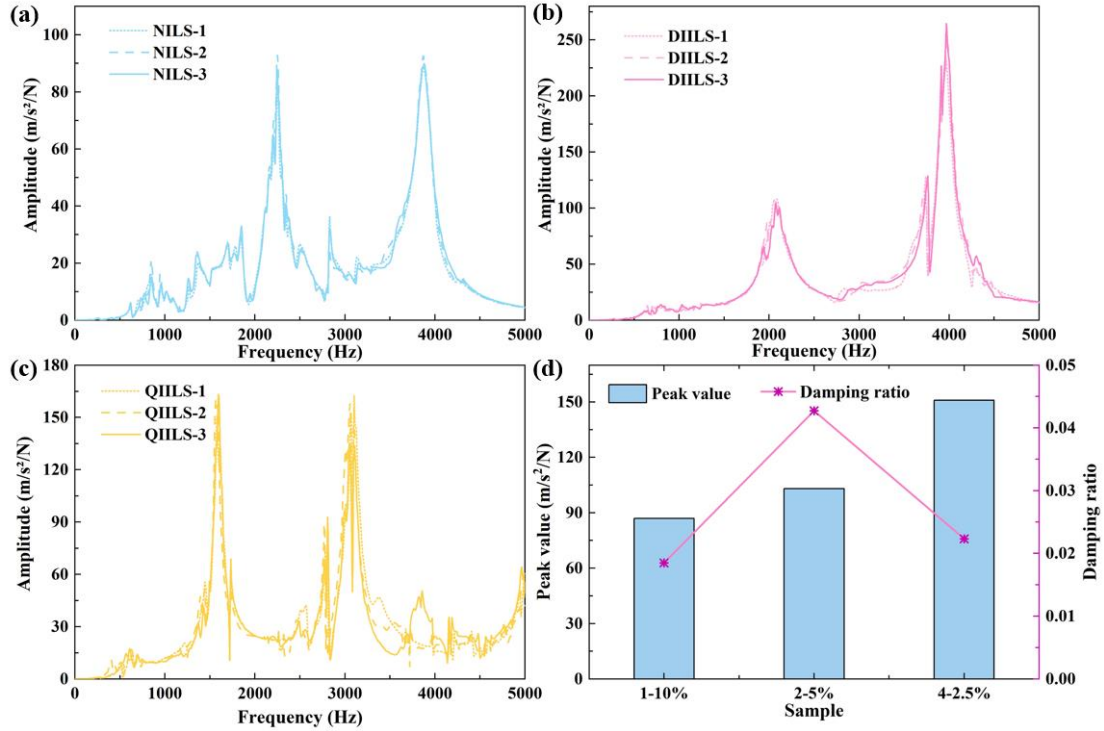 (a)
NILS-1
NILS-2
NILS-3
Amplitude (m/s²/N)
100
80
60
40
20
0
0 1000 2000 3000 4000 5000
Frequency (Hz)
(b)
DIILS-1
DIILS-2
DIILS-3
Amplitude (m/s²/N)
250
200
150
100
50
0
0 1000 2000 3000 4000 5000
Frequency (Hz)
(c)
QIILS-1
QIILS-2
QIILS-3
Amplitude (m/s²/N)
180
150
120
90
60
30
0
0 1000 2000 3000 4000 5000
Frequency (Hz)
(d)
Peak value
Damping ratio
Peak value (m/s²/N)
150
120
90
60
30
0
0.05
0.04
0.03
0.02
0.01
0.00
Damping ratio
1-10% 2-5% 4-2.5%
Sample